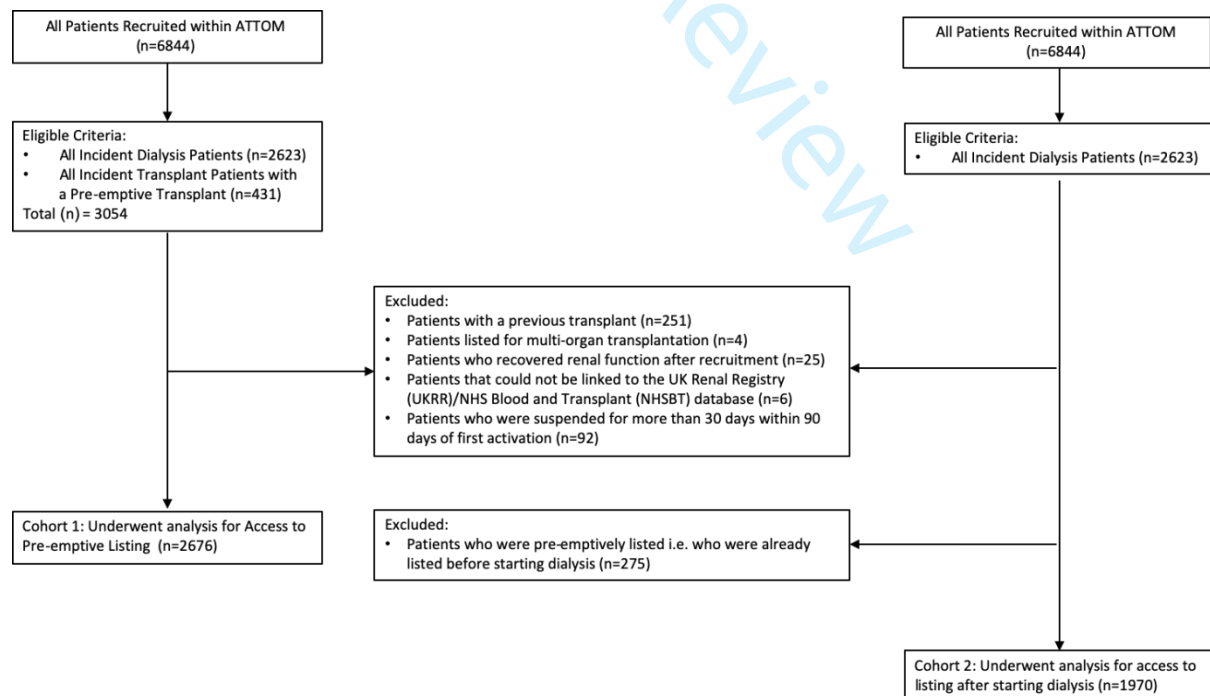 All Patients Recruited within ATTOM
(n=6844)
All Patients Recruited within ATTOM
(n=6844)
Eligible Criteria:
• All Incident Dialysis Patients (n=2623)
• All Incident Transplant Patients with
a Pre-emptive Transplant (n=431)
Total (n) = 3054
Eligible Criteria:
• All Incident Dialysis Patients (n=2623)
Excluded:
• Patients with a previous transplant (n=251)
• Patients listed for multi-organ transplantation (n=4)
• Patients who recovered renal function after recruitment (n=25)
• Patients that could not be linked to the UK Renal Registry
(UKRR)/NHS Blood and Transplant (NHSBT) database (n=6)
• Patients who were suspended for more than 30 days within 90
days of first activation (n=92)
Cohort 1: Underwent analysis for Access to
Pre-emptive Listing (n=2676)
Excluded:
• Patients who were pre-emptively listed i.e. who were already
listed before starting dialysis (n=275)
Cohort 2: Underwent analysis for access to
listing after starting dialysis (n=1970)
eview